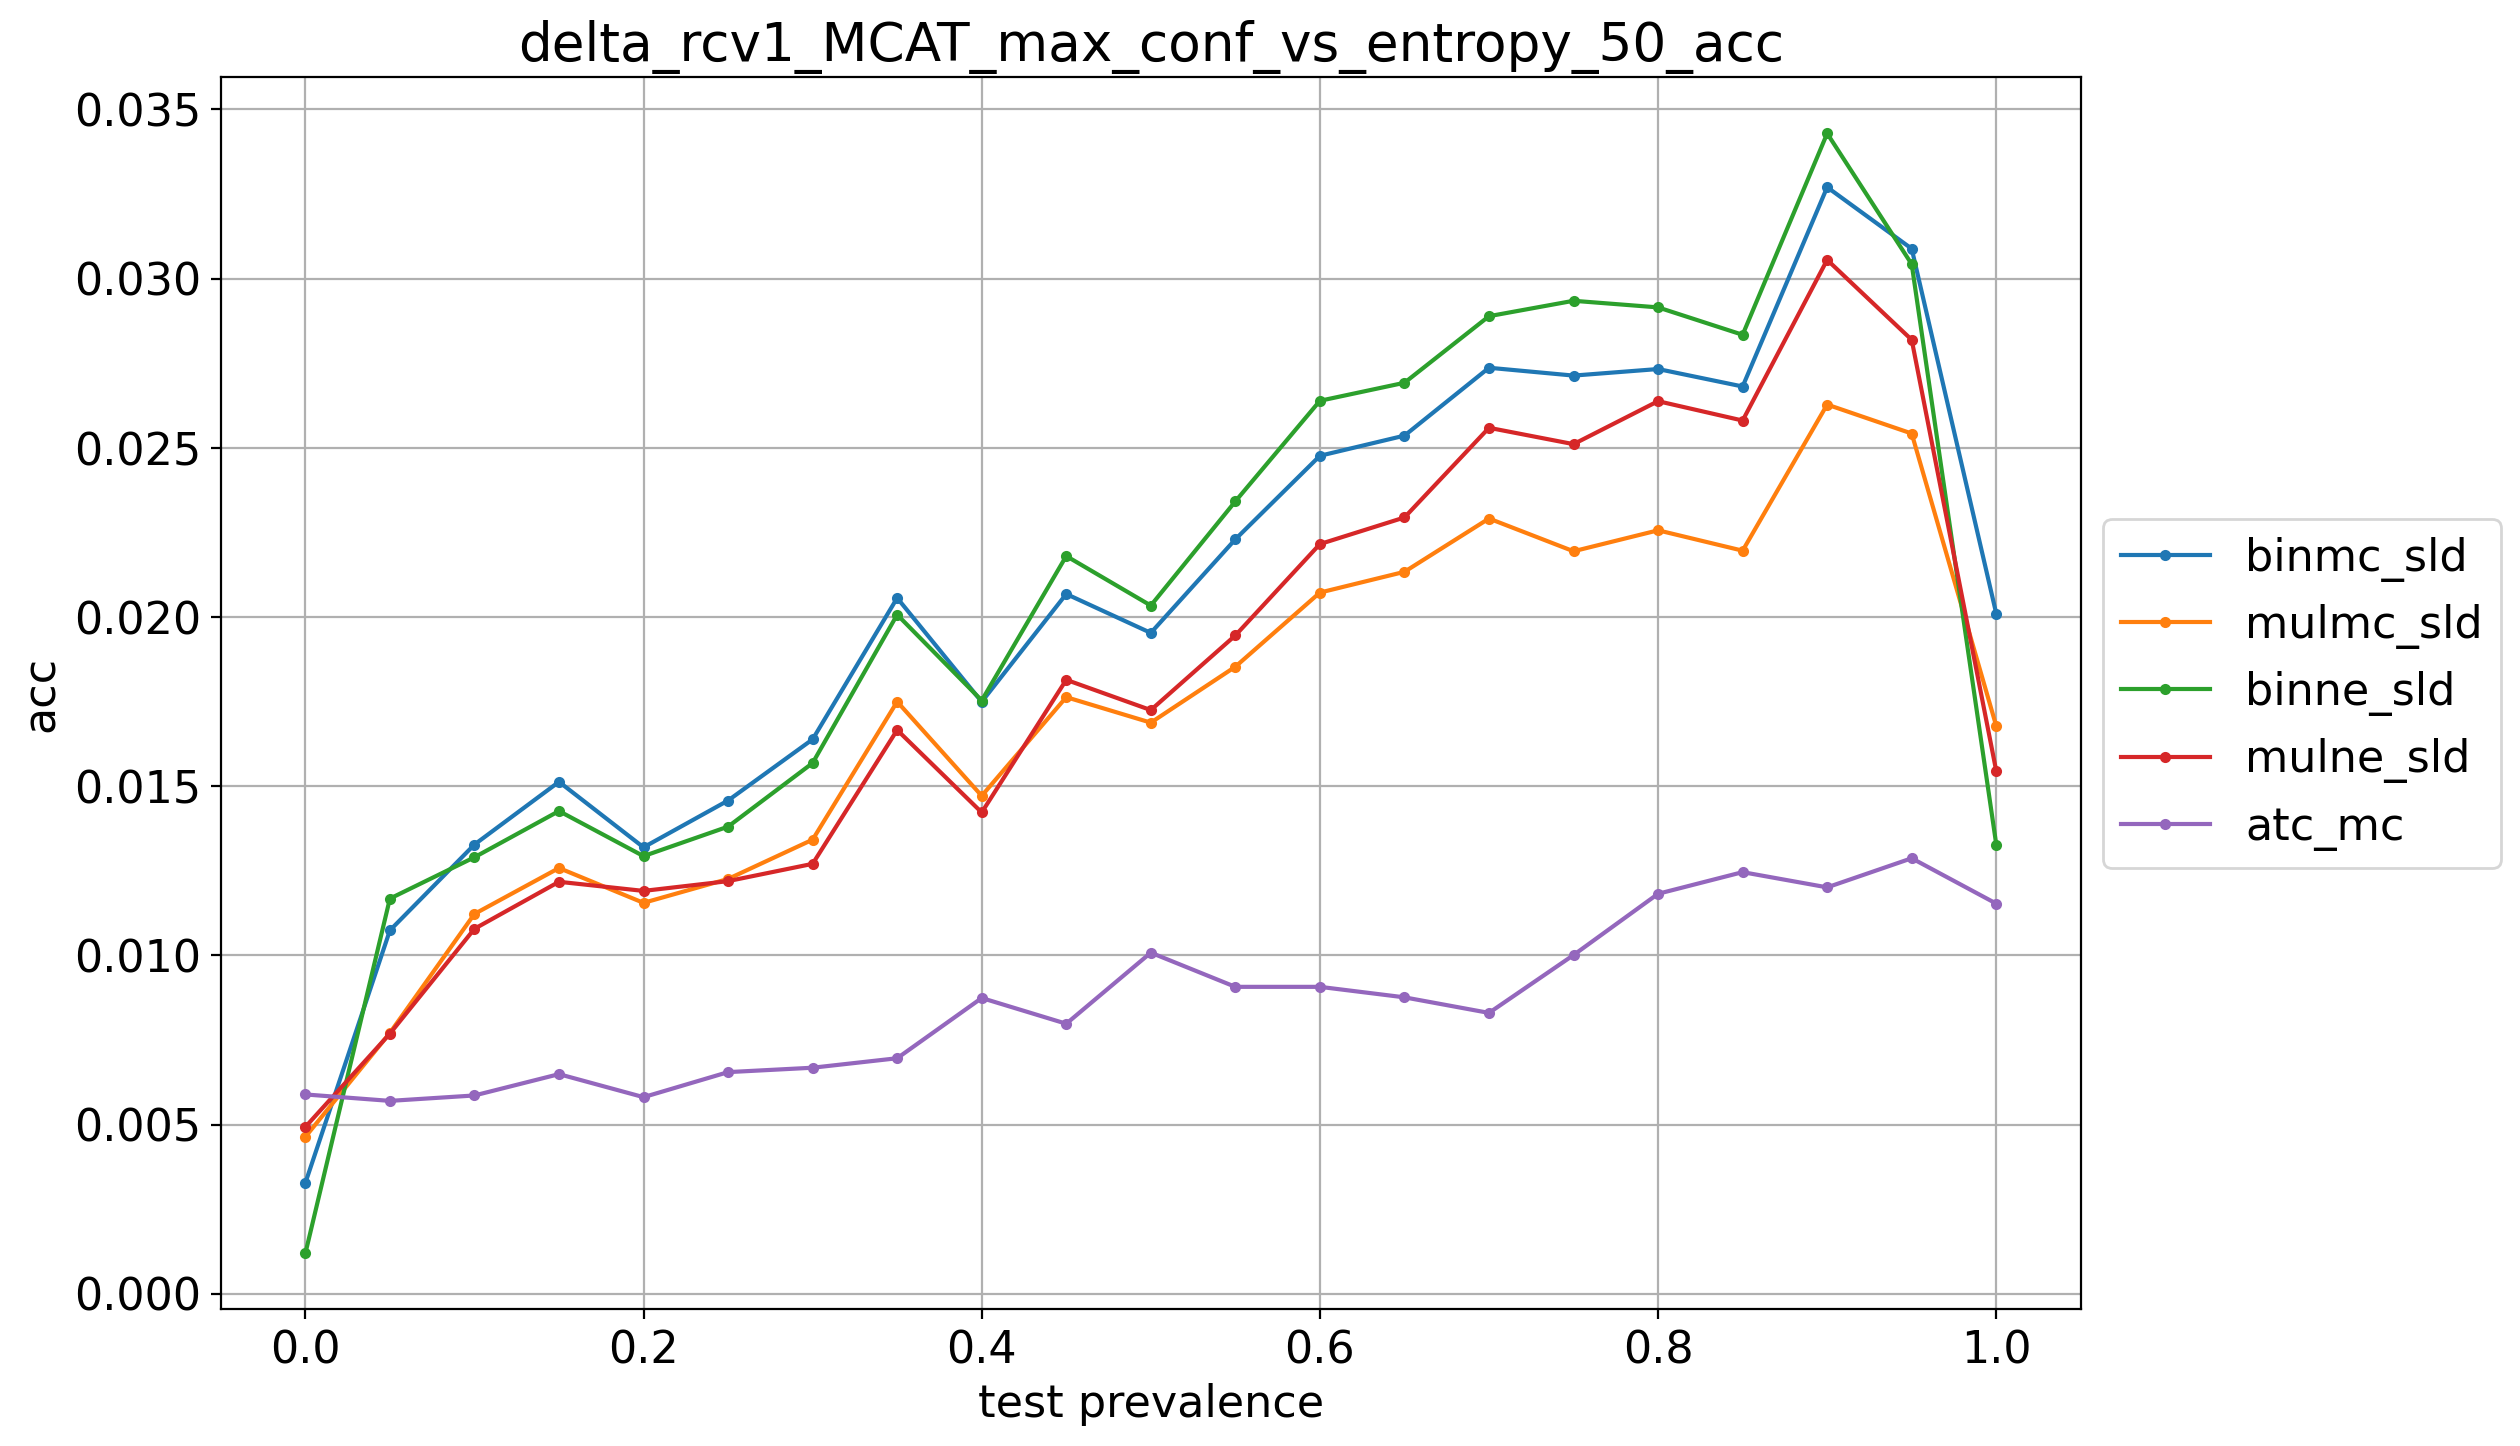 delta_rcv1_MCAT_max_conf_vs_entropy_50_acc
0.035
0.030
0.025
0.020
0.015
0.010
0.005
0.000
acc
0.0 0.2 0.4 0.6 0.8 1.0
test prevalence
binmc_sld
mulmc_sld
binne_sld
mulne_sld
atc_mc